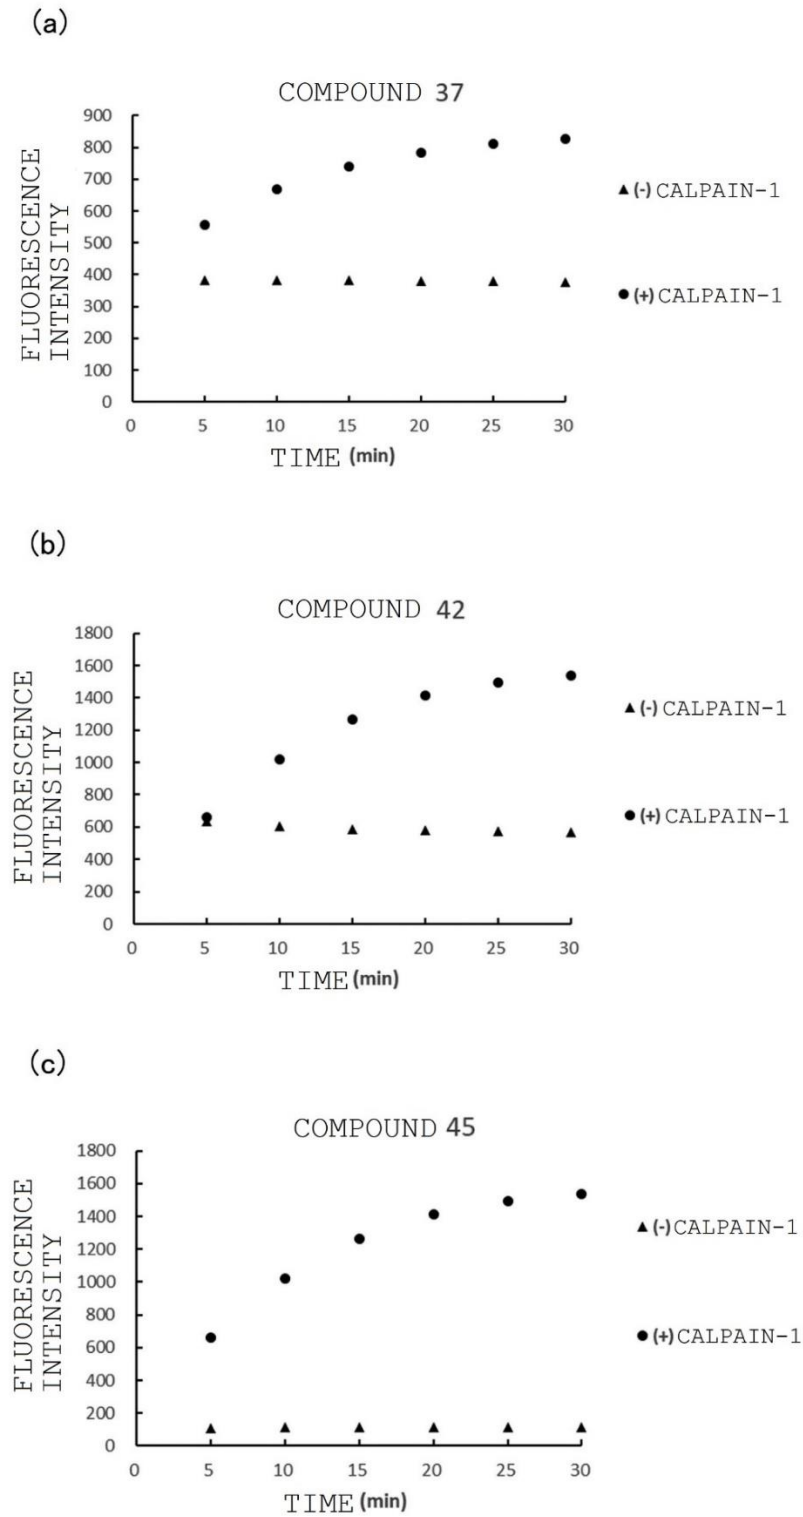 (a)
COMPOUND 37
900
800
700
600
500
400
300
200
100
0
FLUORESCENCE
INTENSITY
0 5 10 15 20 25 30
TIME (min)
▲ (-) CALPAIN-1
● (+) CALPAIN-1
(b)
COMPOUND 42
1800
1600
1400
1200
1000
800
600
400
200
0
FLUORESCENCE
INTENSITY
0 5 10 15 20 25 30
TIME (min)
▲ (-) CALPAIN-1
● (+) CALPAIN-1
(c)
COMPOUND 45
1800
1600
1400
1200
1000
800
600
400
200
0
FLUORESCENCE
INTENSITY
0 5 10 15 20 25 30
TIME (min)
▲ (-) CALPAIN-1
● (+) CALPAIN-1